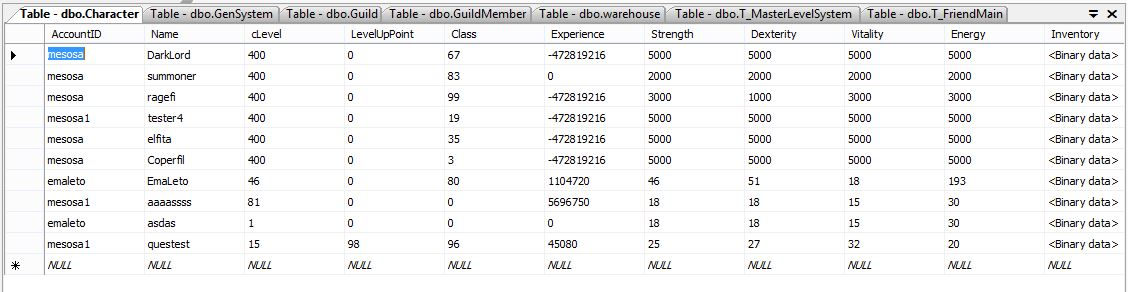 Table - dbo.Character Table - dbo.GenSystem Table - dbo.Guild Table - dbo.GuildMember Table - dbo.warehouse Table - dbo.T_MasterLevelSystem Table - dbo.T_FriendMain
AccountID Name cLevel LevelUpPoint Class Experience Strength Dexterity Vitality Energy Inventory
mesosa DarkLord 400 0 67 -472819216 5000 5000 5000 5000 <Binary data>
mesosa summoner 400 0 83 0 2000 2000 2000 2000 <Binary data>
mesosa ragefi 400 0 99 -472819216 3000 1000 3000 3000 <Binary data>
mesosa1 tester4 400 0 19 -472819216 5000 5000 5000 5000 <Binary data>
mesosa elfita 400 0 35 -472819216 5000 5000 5000 5000 <Binary data>
mesosa Coperfil 400 0 3 -472819216 5000 5000 5000 5000 <Binary data>
emaleto EmaLeto 46 0 80 1104720 46 51 18 193 <Binary data>
mesosa1 aaaassss 81 0 0 5696750 18 18 15 30 <Binary data>
emaleto asdas 1 0 0 0 18 18 15 30 <Binary data>
mesosa1 questest 15 98 96 45080 25 27 32 20 <Binary data>
NULL NULL NULL NULL NULL NULL NULL NULL NULL NULL NULL